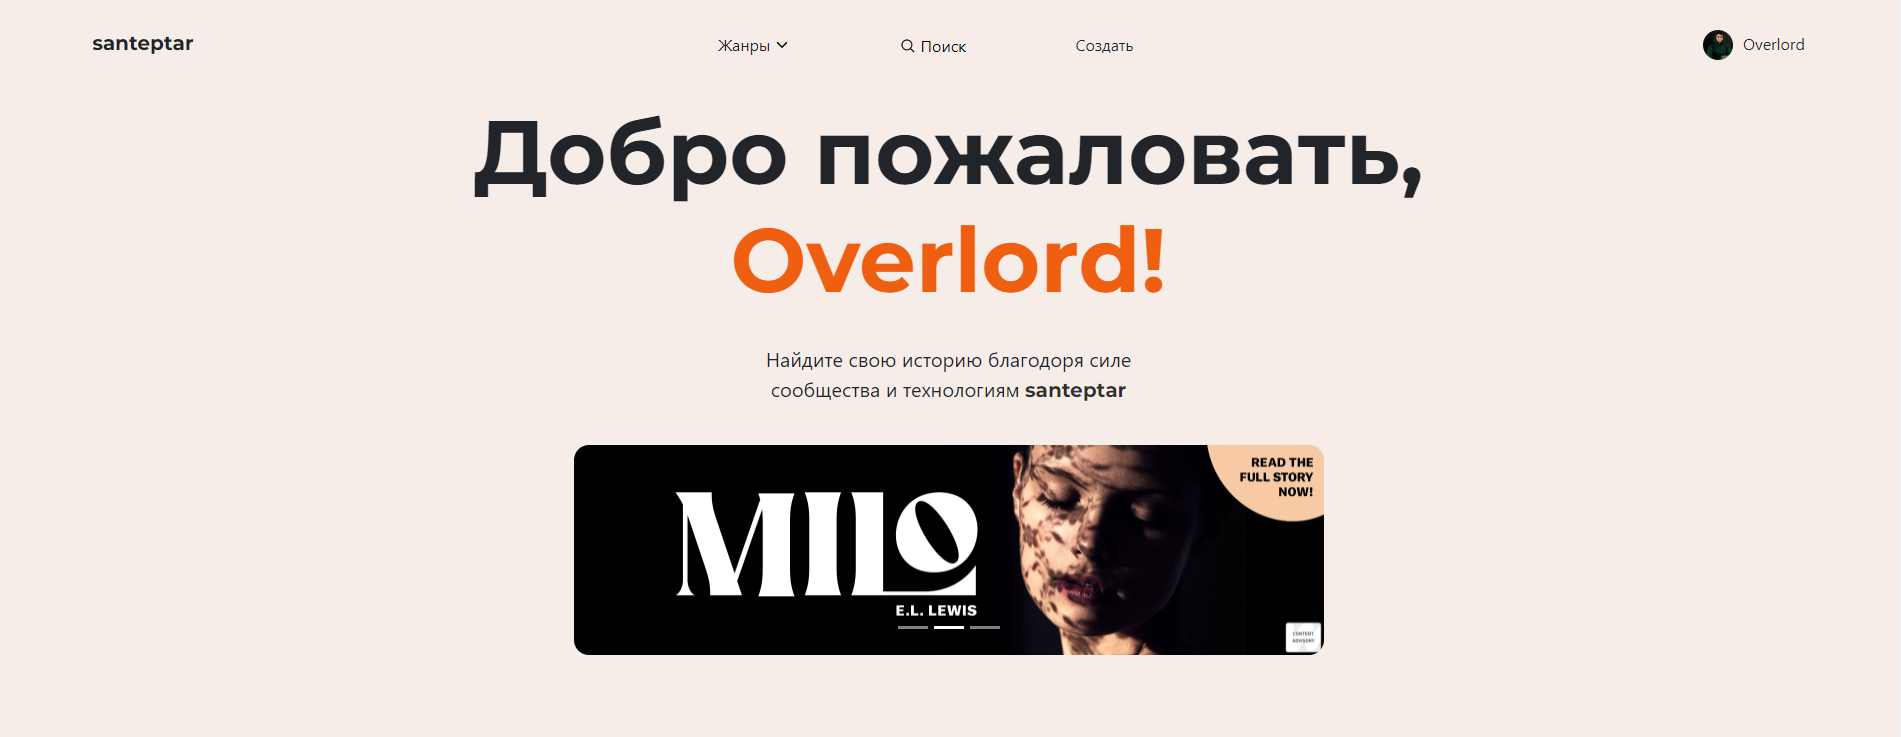 santeptar
Жанры
Поиск
Создать
Overlord
Добро пожаловать,
Overlord!
Найдите свою историю благодоря силе
сообщества и технологиям santeptar
MILO
E.L. LEWIS
READ THE
FULL STORY
NOW!
CONTENT
ADVISORY